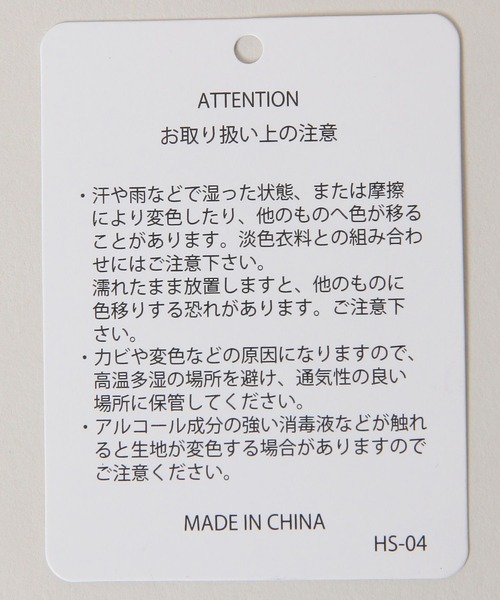 ATTENTION
お取り扱い上の注意
・汗や雨などで湿った状態、または摩擦
により変色したり、他のものへ色が移る
ことがあります。淡色衣料との組み合わ
せにはご注意下さい。
濡れたまま放置しますと、他のものに
色移りする恐れがあります。ご注意下
さい。
・カビや変色などの原因になりますので、
高温多湿の場所を避け、通気性の良い
場所に保管してください。
・アルコール成分の強い消毒液などが触れ
ると生地が変色する場合がありますので
ご注意ください。
MADE IN CHINA
HS-04